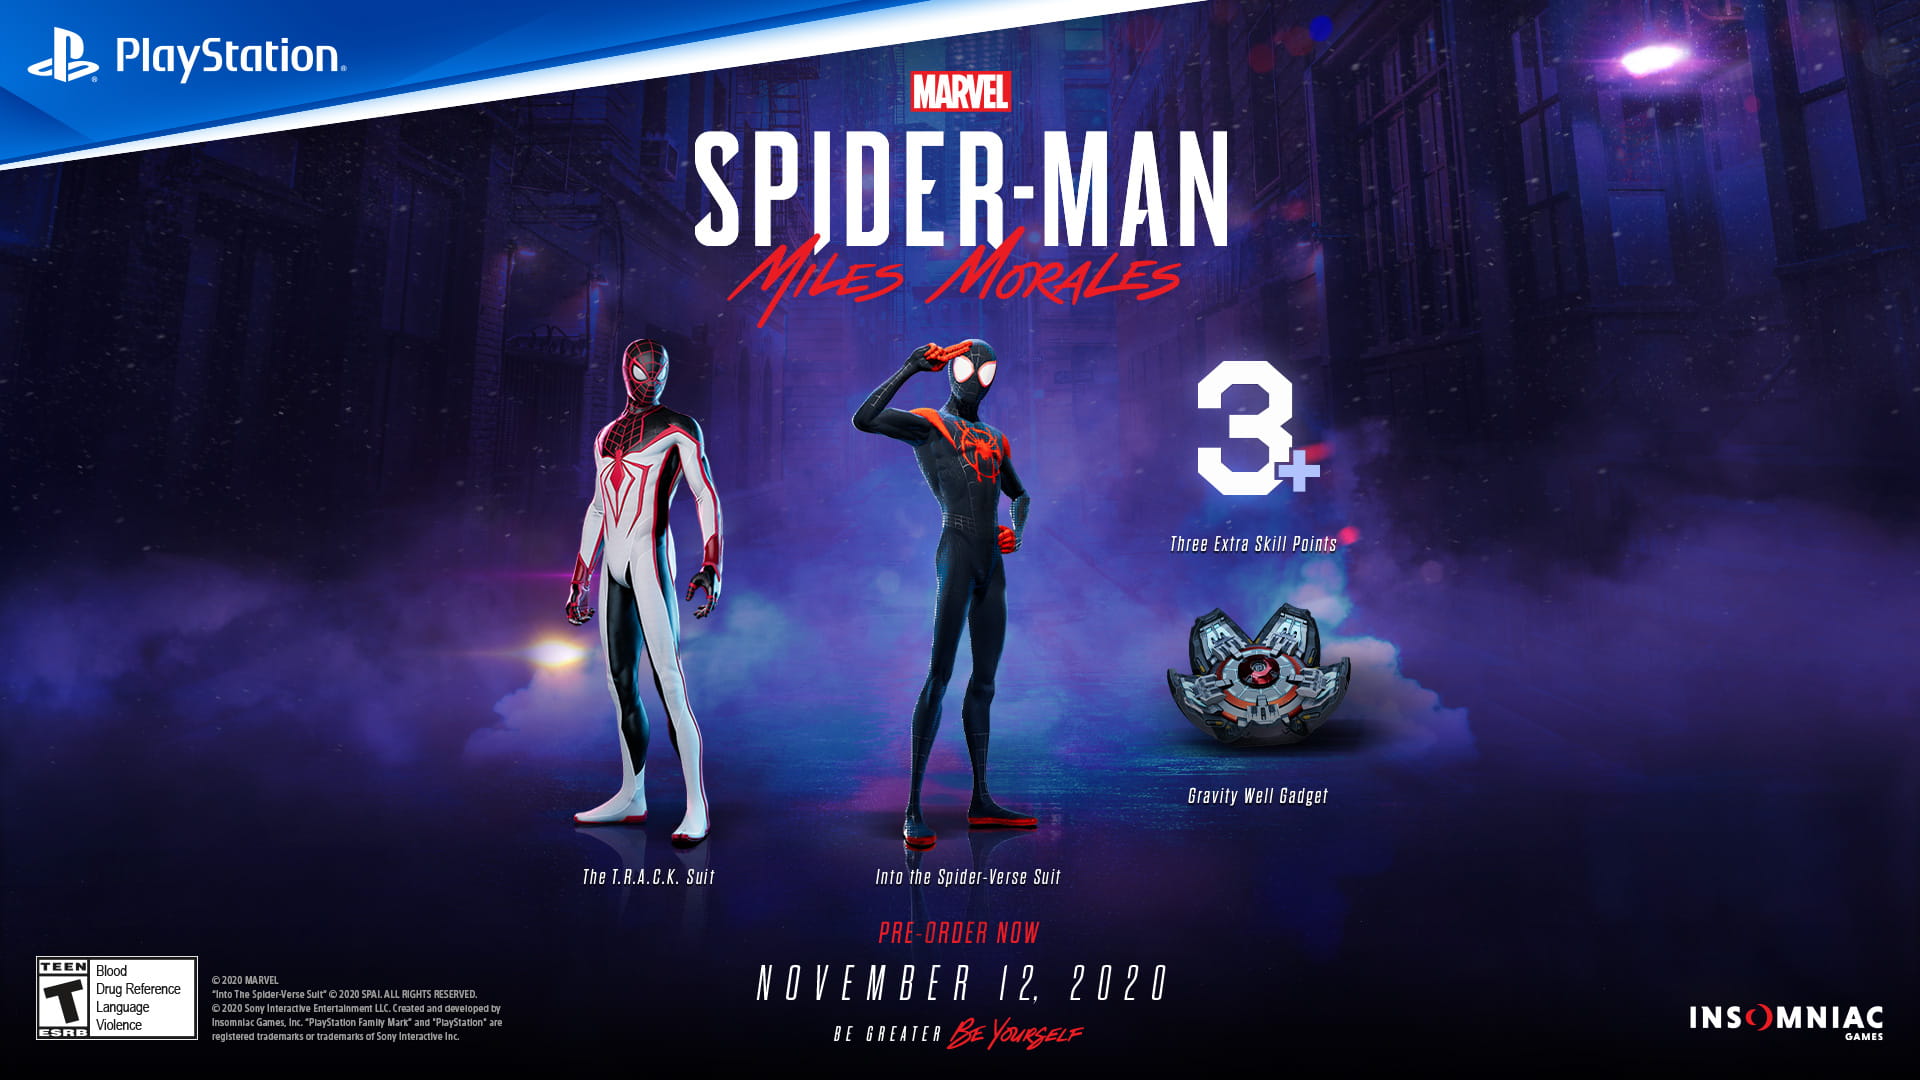 PlayStation®
MARVEL
SPIDER-MAN
MILES MORALES
3+
Three Extra Skill Points
Gravity Well Gadget
The T.R.A.C.K. Suit
Into the Spider-Verse Suit
PRE-ORDER NOW
NOVEMBER 12, 2020
BE GREATER BE YOURSELF
TEEN
T
ESRB
Blood
Drug Reference
Language
Violence
© 2020 MARVEL
“Into The Spider-Verse Suit” © 2020 SPAI. ALL RIGHTS RESERVED.
© 2020 Sony Interactive Entertainment LLC. Created and developed by
Insomniac Games, Inc. “PlayStation Family Mark” and "PlayStation" are
registered trademarks or trademarks of Sony Interactive Inc.
INSOMNIAC
GAMES